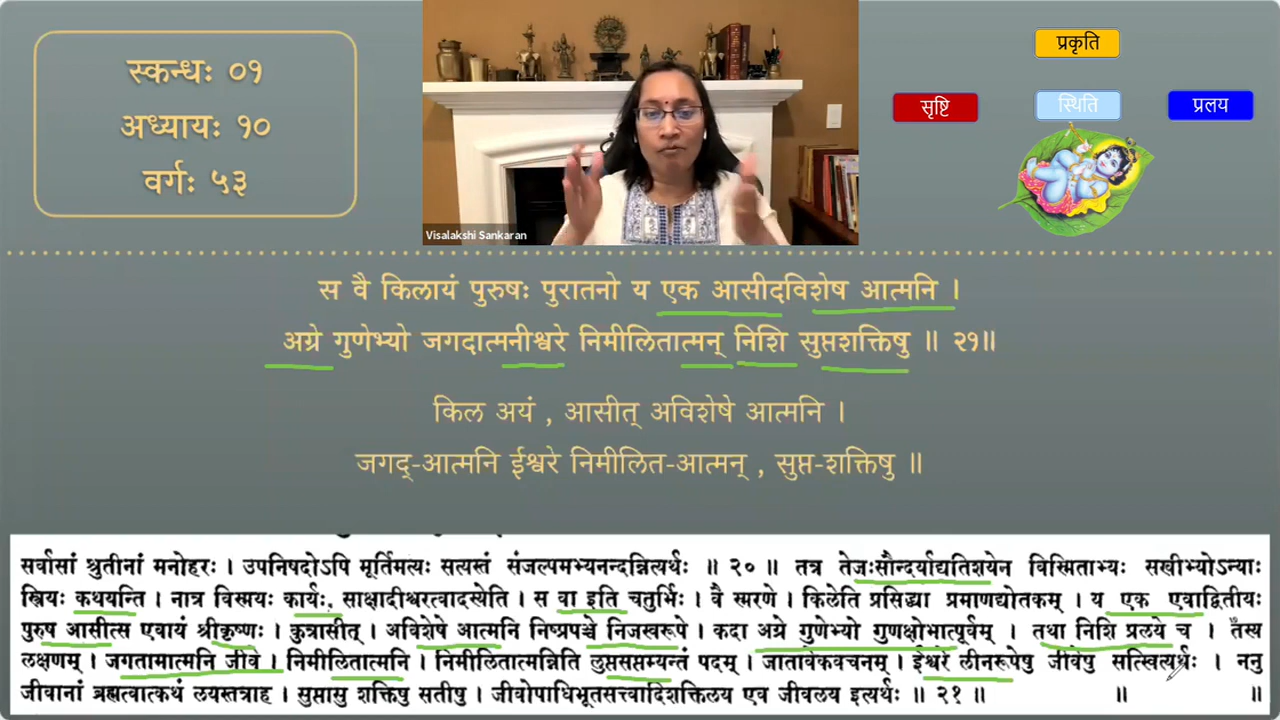 स्कन्धः ०१
अध्यायः १०
वर्गः ५३
Visalakshi Sankaran
प्रकृति
सृष्टि
स्थिति
प्रलय
स वै किलायं पुरुषः पुरातनो य एक आसीदविशेष आत्मनि ।
अग्रे गुणेभ्यो जगदात्मनीश्वरे निमीलितात्मन् निशि सुप्तशक्तिषु ॥ २१॥
किल अयं , आसीत् अविशेषे आत्मनि ।
जगद्-आत्मनि ईश्वरे निमीलित-आत्मन् , सुप्त-शक्तिषु ॥
सर्वासां श्रुतीनां मनोहरः । उपनिषदोऽपि मूर्तिमत्यः सत्यस्तं संजल्पमभ्यनन्दन्नित्यर्थः ॥ २० ॥ तत्र तेजःसौन्दर्याद्यतिशयेन विस्मिताभ्यः सखीभ्योऽन्याः
स्त्रियः कथयन्ति । नात्र विस्मयः कार्यः, साक्षादीश्वरत्वादस्येति । स वा इति चतुर्भिः । वै स्मरणे । किलेति प्रसिद्ध्या प्रमाणद्योतकम् । य एक एवाद्वितीयः
पुरुष आसीत्स एवायं श्रीकृष्णः । कुत्रासीत् । अविशेषे आत्मनि निष्प्रपञ्चे निजस्वरूपे । कदा अग्रे गुणेभ्यो गुणक्षोभात्पूर्वम् । तथा निशि प्रलये च । तस्य
लक्षणम् । जगतामात्मनि जीवे । निमीलितात्मनि । निमीलितात्मन्निति लुप्तसप्तम्यन्तं पदम् । जातावेकवचनम् । ईश्वरे लीनरूपेषु जीवेषु सत्स्वित्यर्थः । ननु
जीवानां ब्रह्मत्वात्कथं लयस्तत्राह । सुप्तासु शक्तिषु सतीषु । जीवोपाधिभूतसत्त्वादिशक्तिलय एव जीवलय इत्यर्थः ॥ २१ ॥ ॥ ॥